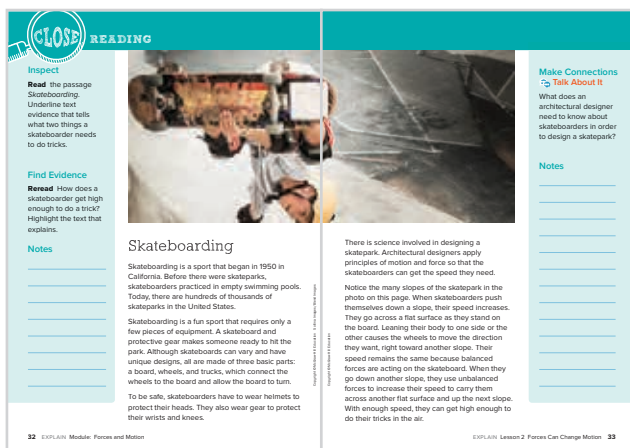 CLOSE READING
Inspect
Read the passage
Skateboarding.
Underline text
evidence that tells
what two things a
skateboarder needs
to do tricks.
Find Evidence
Reread How does a
skateboarder get high
enough to do a trick?
Highlight the text that
explains.
Notes
Skateboarding
Skateboarding is a sport that began in 1950 in
California. Before there were skateparks,
skateboarders practiced in empty swimming pools.
Today, there are hundreds of thousands of
skateparks in the United States.
Skateboarding is a fun sport that requires only a
few pieces of equipment. A skateboard and
protective gear makes someone ready to hit the
park. Although skateboards can vary and have
unique designs, all are made of three basic parts:
a board, wheels, and trucks, which connect the
wheels to the board and allow the board to turn.
To be safe, skateboarders have to wear helmets to
protect their heads. They also wear gear to protect
their wrists and knees.
32 EXPLAIN Module: Forces and Motion
There is science involved in designing a
skatepark. Architectural designers apply
principles of motion and force so that the
skateboarders can get the speed they need.
Notice the many slopes of the skatepark in the
photo on this page. When skateboarders push
themselves down a slope, their speed increases.
They go across a flat surface as they stand on
the board. Leaning their body to one side or the
other causes the wheels to move the direction
they want, right toward another slope. Their
speed remains the same because balanced
forces are acting on the skateboard. When they
go down another slope, they use unbalanced
forces to increase their speed to carry them
across another flat surface and up the next slope.
With enough speed, they can get high enough to
do their tricks in the air.
Make Connections
Talk About It
What does an
architectural designer
need to know about
skateboarders in order
to design a skatepark?
Notes
EXPLAIN Lesson 2 Forces Can Change Motion 33